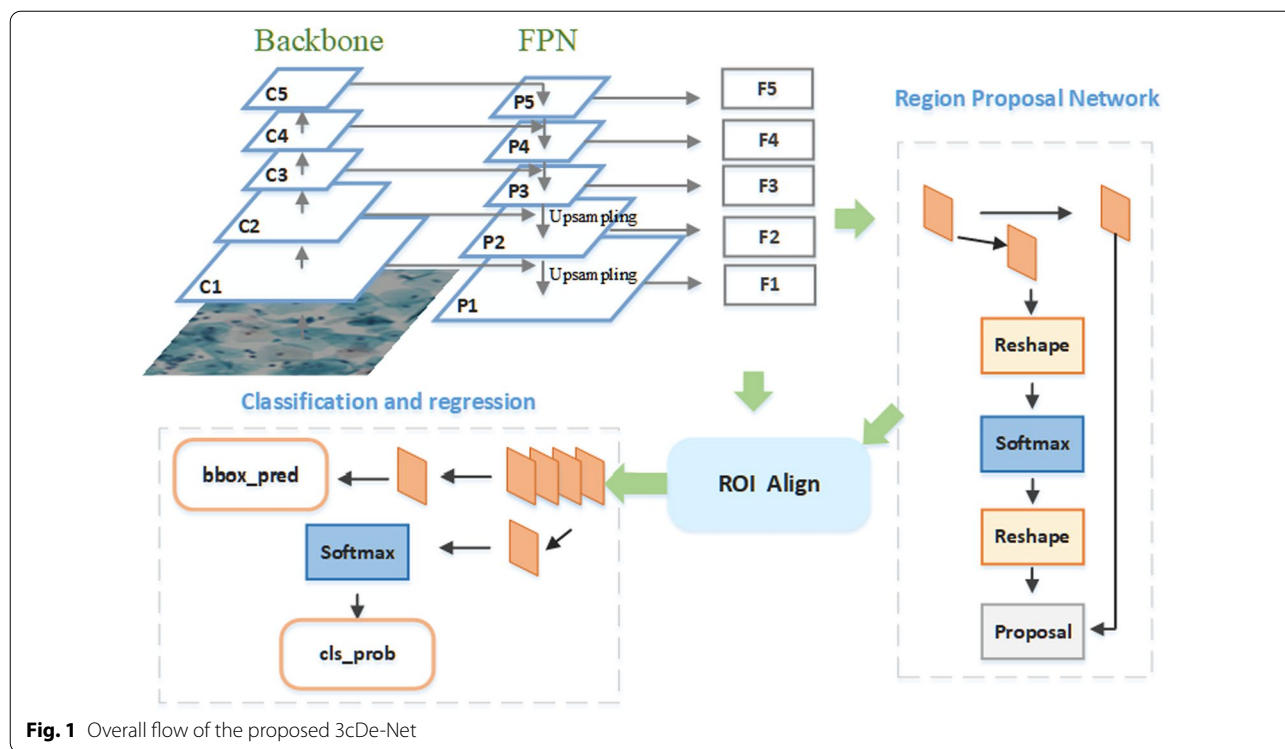 Backbone
FPN
C5
C4
C3
C2
C1
P5
P4
P3
Upsampling
P2
Upsampling
P1
F5
F4
F3
F2
F1
Region Proposal Network
Reshape
Softmax
Reshape
Proposal
ROI Align
Classification and regression
bbox_pred
Softmax
cls_prob
Fig. 1 Overall flow of the proposed 3cDe-Net